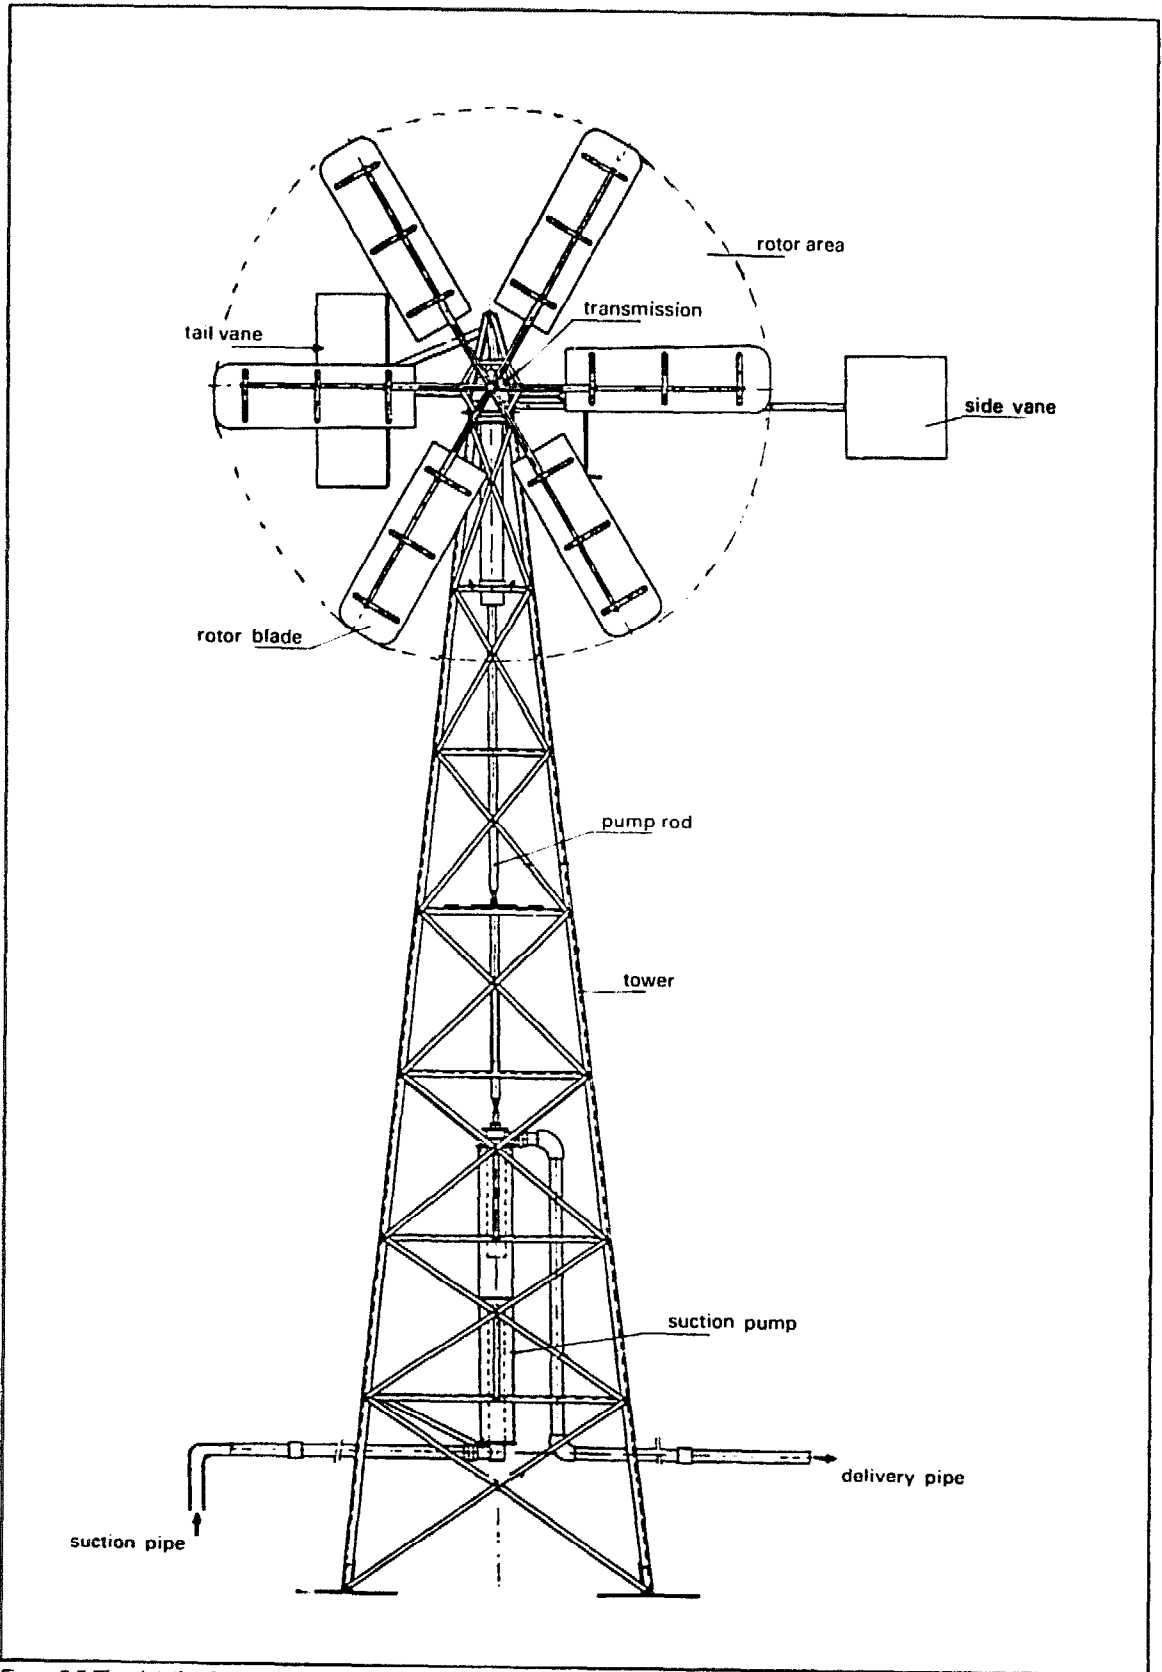 rotor area
transmission
tail vane
side vane
rotor blade
pump rod
tower
suction pump
delivery pipe
suction pipe